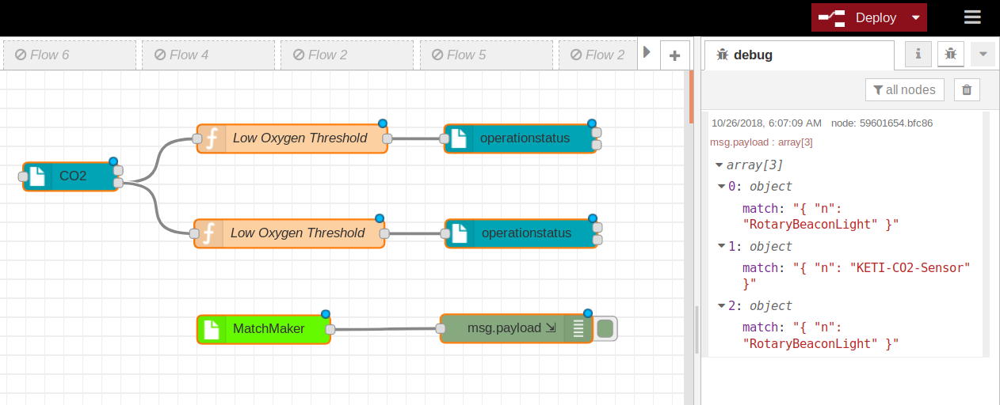 Deploy
Flow 6
Flow 4
Flow 2
Flow 5
Flow 2
debug
all nodes
CO2
Low Oxygen Threshold
operationstatus
Low Oxygen Threshold
operationstatus
MatchMaker
msg.payload
10/26/2018, 6:07:09 AM node: 59601654.bfc86
msg.payload : array[3]
array[3]
0: object
match: "{ "n":
"RotaryBeaconLight" }"
1: object
match: "{ "n": "KETI-CO2-Sensor"
}"
2: object
match: "{ "n":
"RotaryBeaconLight" }"